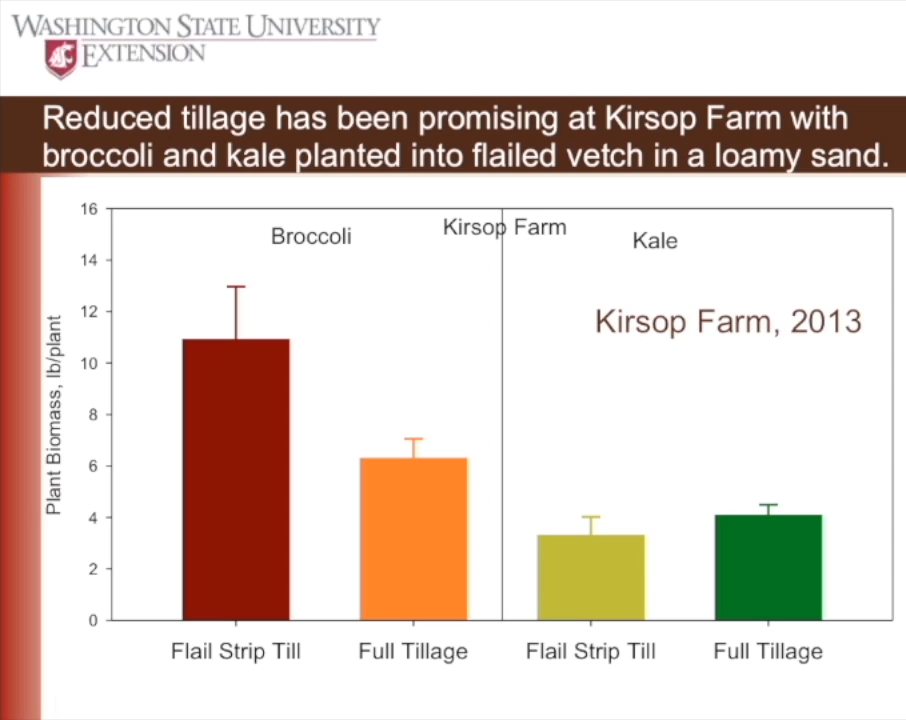 WASHINGTON STATE UNIVERSITY
EXTENSION
Reduced tillage has been promising at Kirsop Farm with
broccoli and kale planted into flailed vetch in a loamy sand.
Kirsop Farm
Broccoli
Kale
Kirsop Farm, 2013
Plant Biomass, lb/plant
16
14
12
10
8
6
4
2
0
Flail Strip Till
Full Tillage
Flail Strip Till
Full Tillage